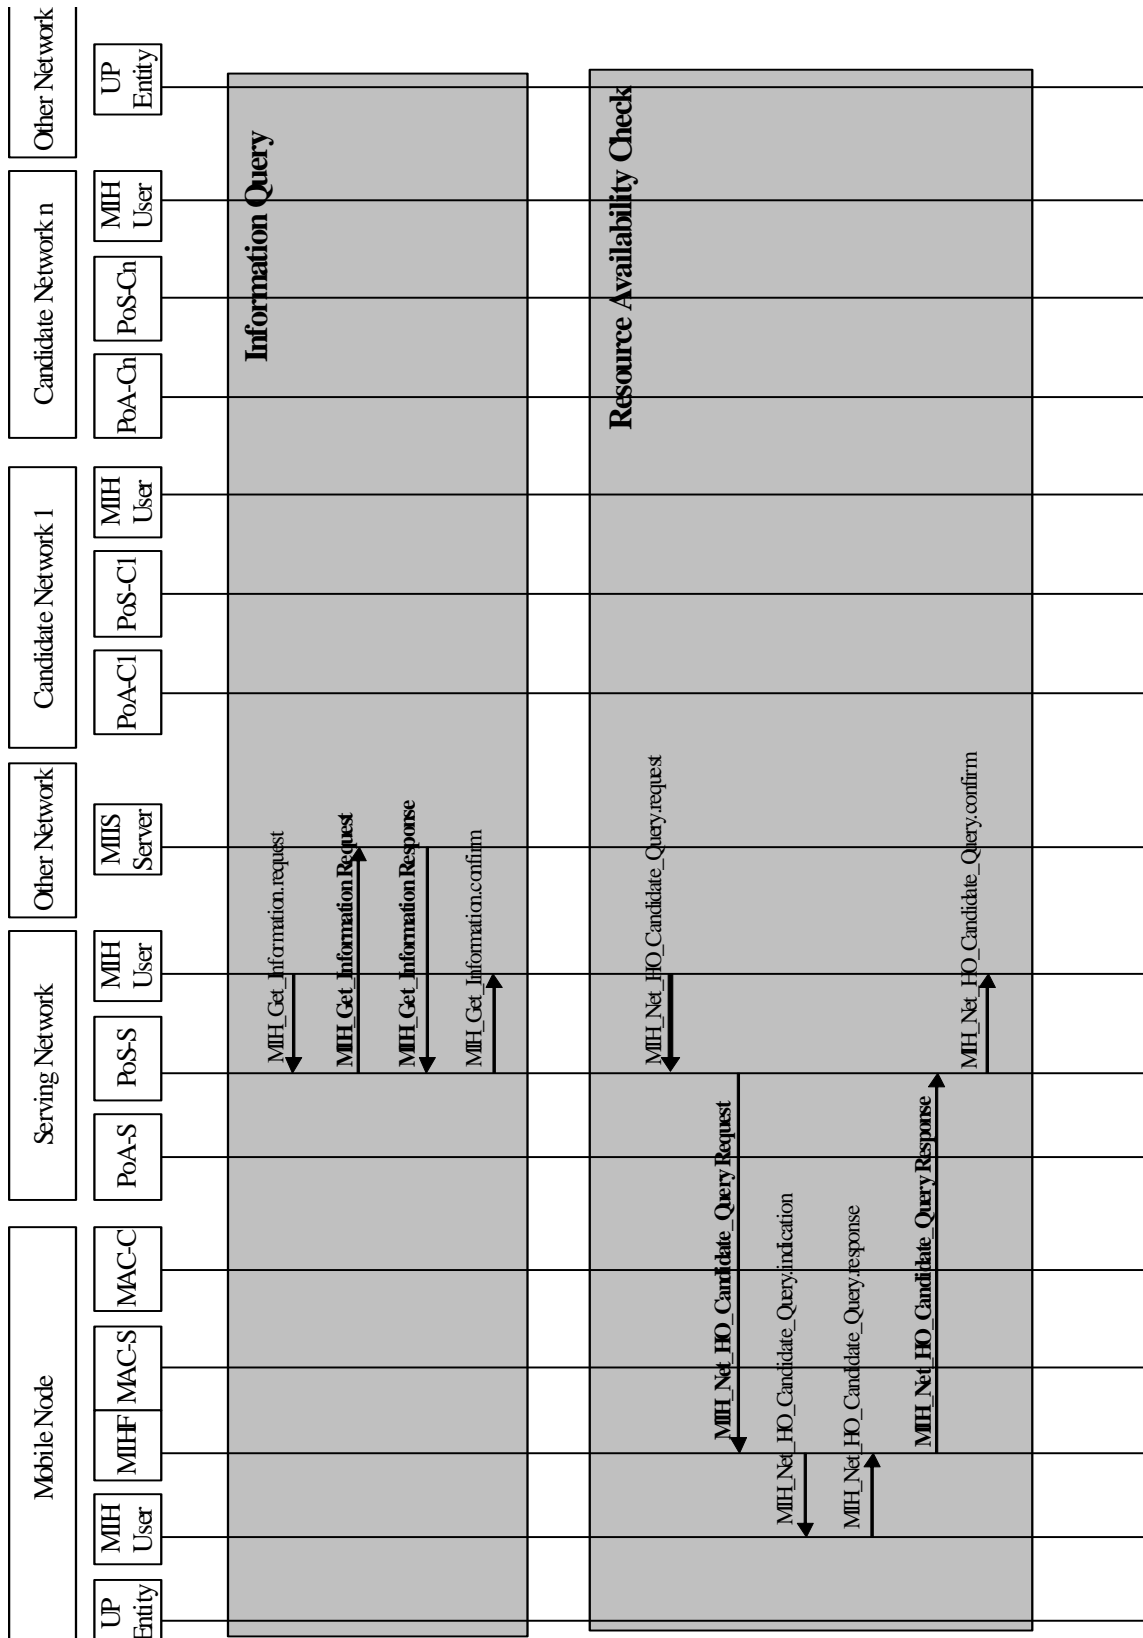 Mobile Node
Serving Network
Other Network
Candidate Network 1
Candidate Network n
Other Network
UP
Entity
MIH
User
MIHF
MAC-S
MAC-C
PoA-S
PoS-S
MIH
User
MIIS
Server
PoA-C1
PoS-C1
MIH
User
PoA-Cn
PoS-Cn
MIH
User
UP
Entity
Information Query
MIH_Get_Information.request
MIH_Get_Information Request
MIH_Get_Information Response
MIH_Get_Information.confirm
Resource Availability Check
MIH_Net_HO_Candidate_Query.request
MIH_Net_HO_Candidate_Query Request
MIH_Net_HO_Candidate_Query.indication
MIH_Net_HO_Candidate_Query.response
MIH_Net_HO_Candidate_Query Response
MIH_Net_HO_Candidate_Query.confirm